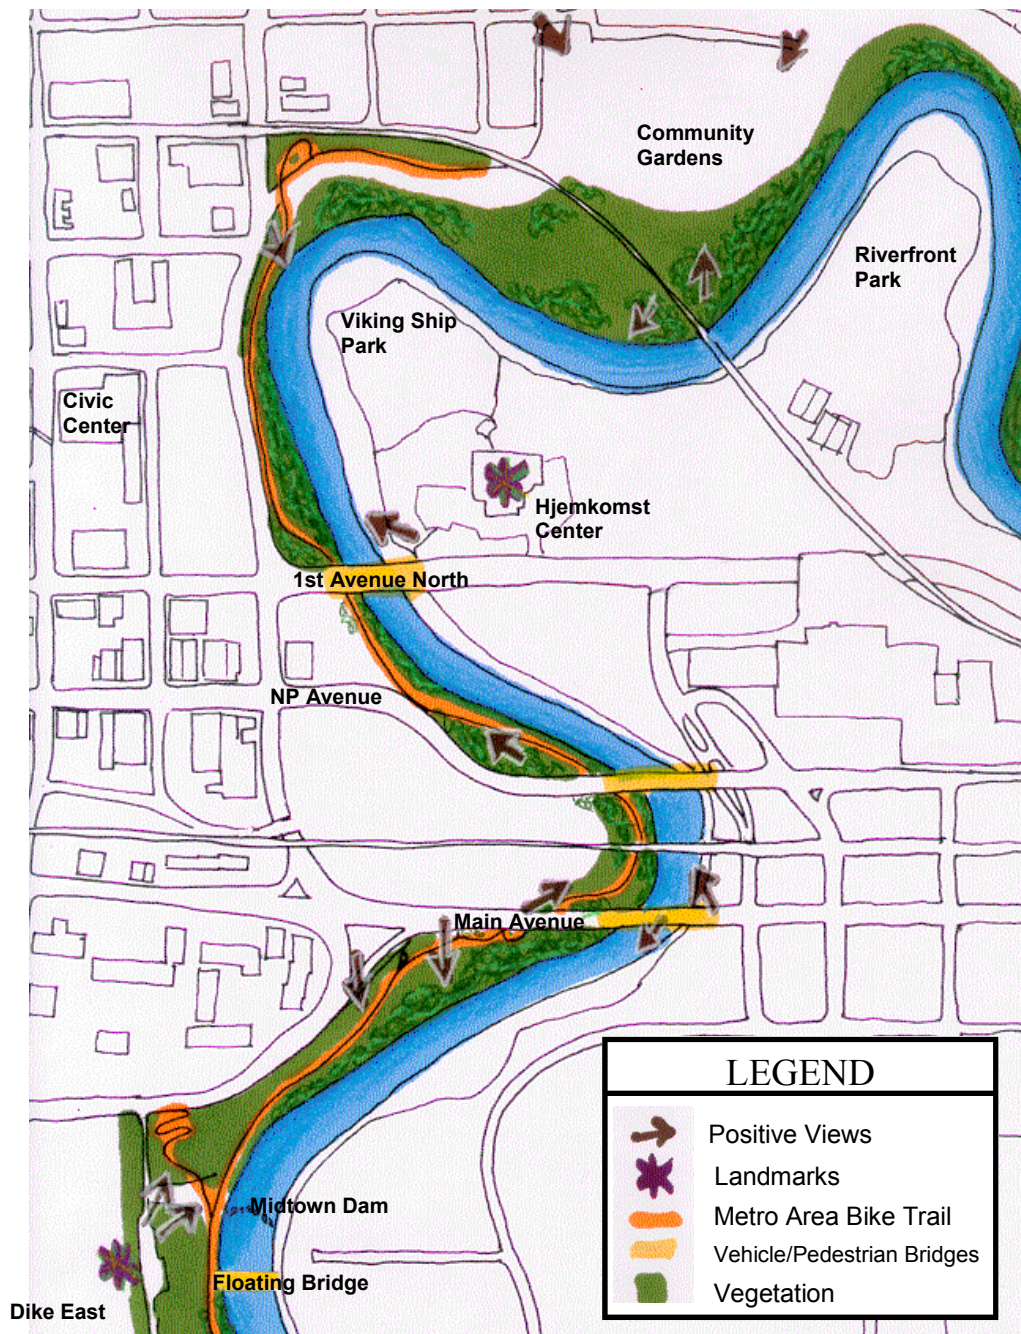 Community
Gardens
Riverfront
Park
Viking Ship
Park
Civic
Center
Hjemkomst
Center
1st Avenue North
NP Avenue
Main Avenue
Midtown Dam
Floating Bridge
Dike East
LEGEND
Positive Views
Landmarks
Metro Area Bike Trail
Vehicle/Pedestrian Bridges
Vegetation